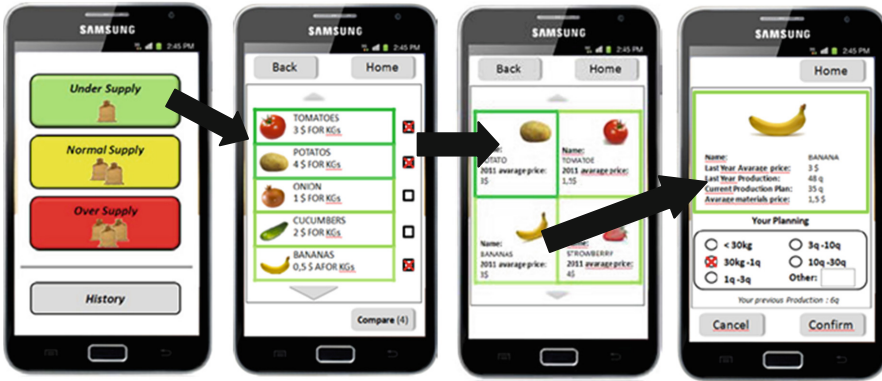 SAMSUNG
2:45 PM
Under Supply
Normal Supply
Over Supply
History
SAMSUNG
2:45 PM
Back
Home
TOMATOES
3 $ FOR KGs
POTATOS
4 $ FOR KGs
ONION
1 $ FOR KGs
CUCUMBERS
2 $ FOR KGs
BANANAS
0,5 $ AFOR KGs
Compare (4)
SAMSUNG
2:45 PM
Back
Home
2011 avarage price:
3$
Name:
TOMATOE
2011 avarage price:
1,5$
Name:
BANANAS
2011 avarage price:
3$
STROWBERRY
2011 avarage price:
4$
SAMSUNG
2:45 PM
Home
Name: BANANA
Last Year Avarage price: 3 $
Last Year Production: 48 q
Current Production Plan: 35 q
Avarage materials price: 1,5 $
Your Planning
< 30kg
3q -10q
30kg -1q
10q -30q
1q -3q
Other:
Your previous Production : 6q
Cancel
Confirm